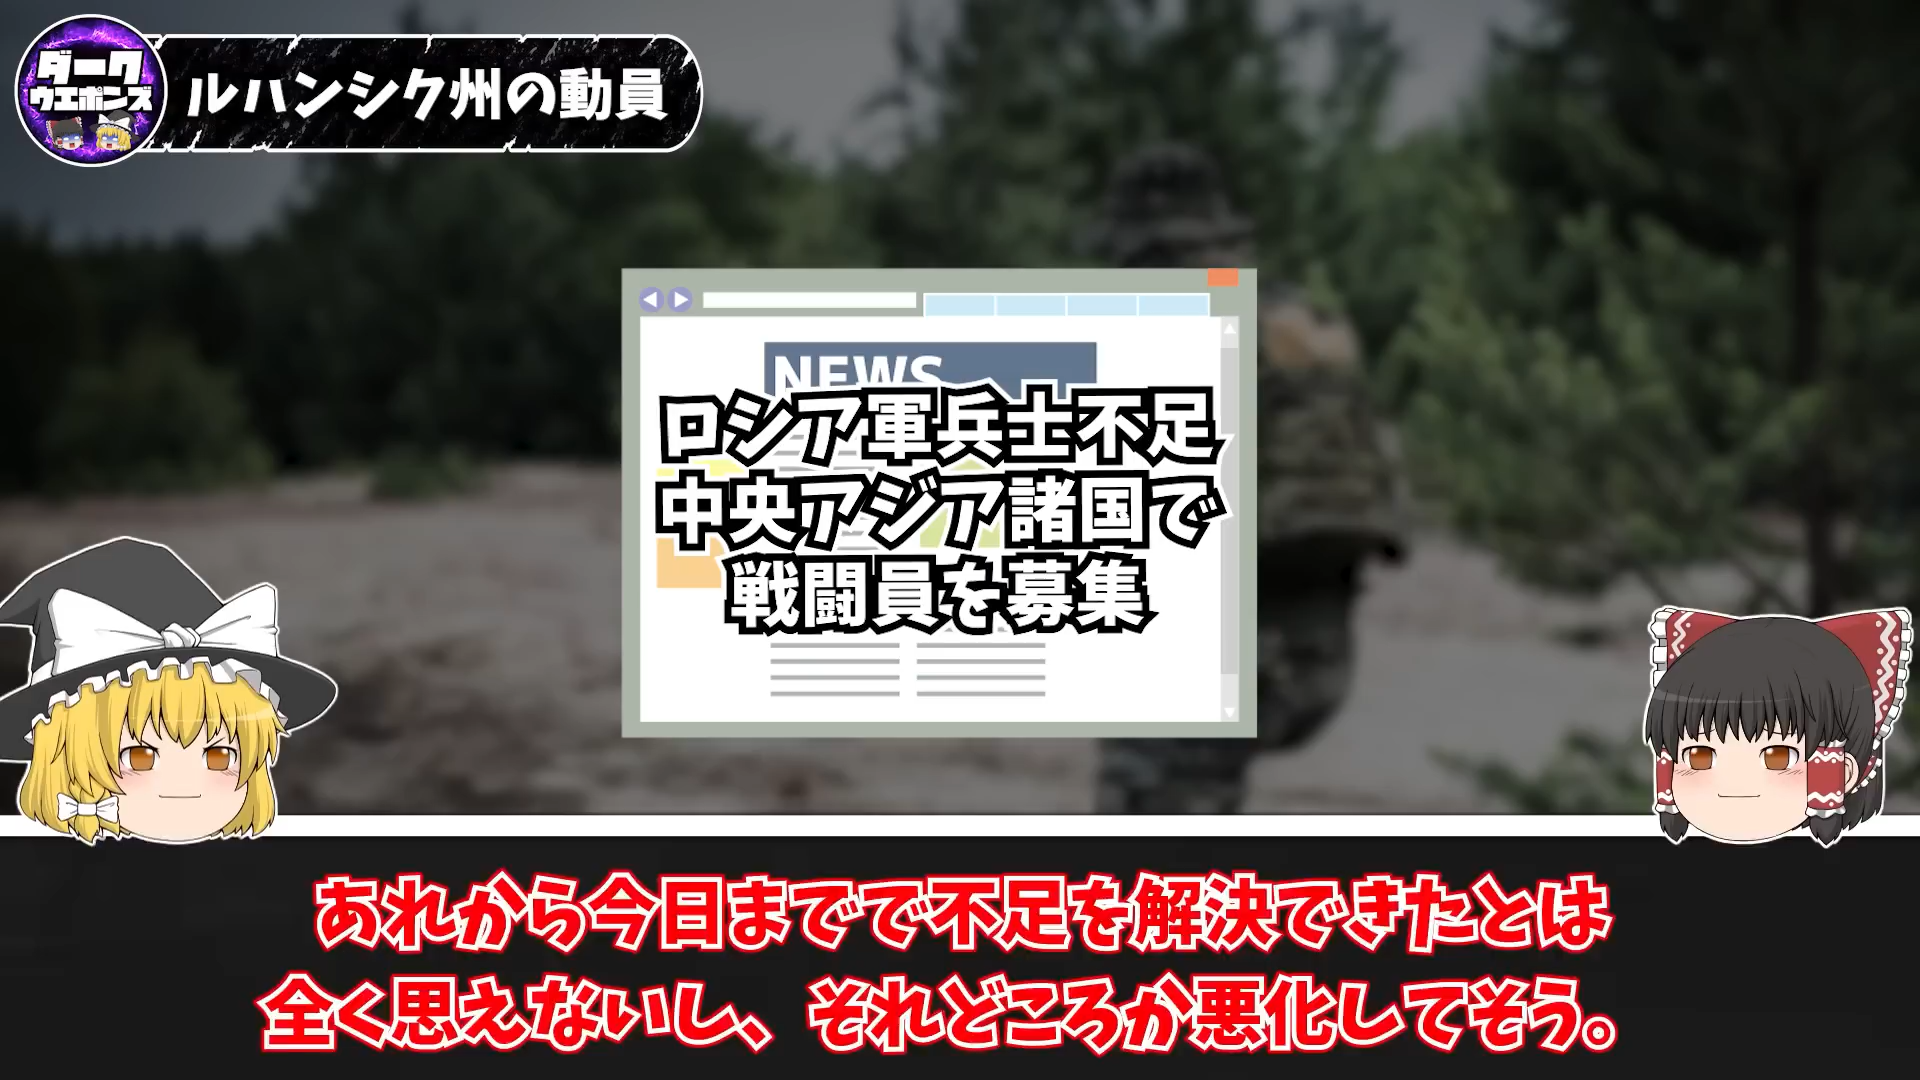 ダーク
ウエポンズ
ルハンシク州の動員
NEWS
ロシア軍兵士不足
中央アジア諸国で
戦闘員を募集
あれから今日までで不足を解決できたとは
全く思えないし、それどころか悪化してそう。